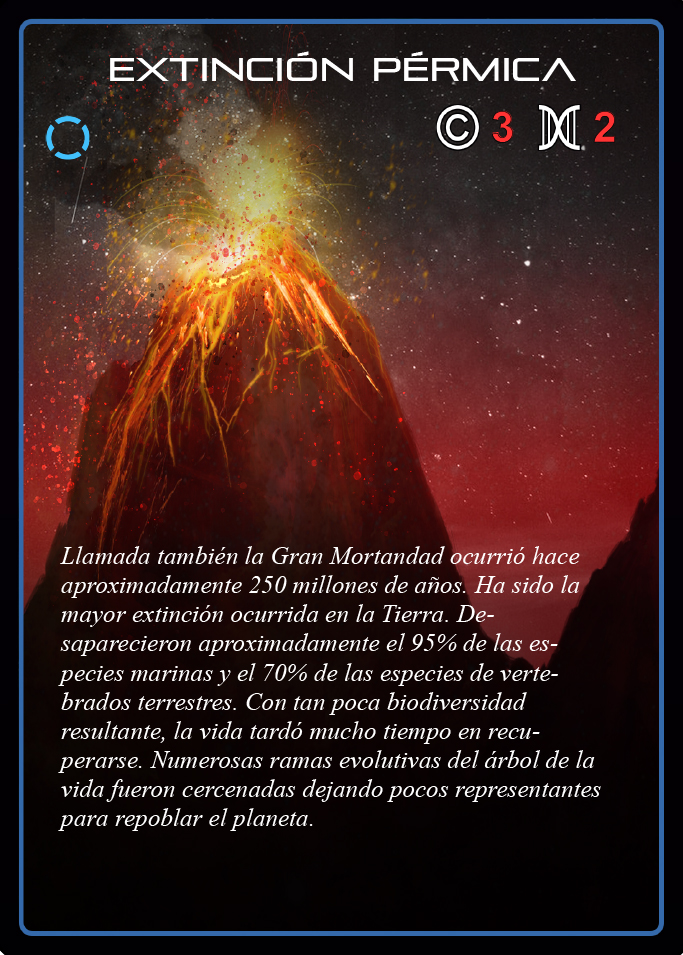 EXTINCIÓN PÉRMICA
© 3 2
Llamada también la Gran Mortandad ocurrió hace
aproximadamente 250 millones de años. Ha sido la
mayor extinción ocurrida en la Tierra. De-
saparecieron aproximadamente el 95% de las es-
pecies marinas y el 70% de las especies de verte-
brados terrestres. Con tan poca biodiversidad
resultante, la vida tardó mucho tiempo en recu-
perarse. Numerosas ramas evolutivas del árbol de la
vida fueron cercenadas dejando pocos representantes
para repoblar el planeta.